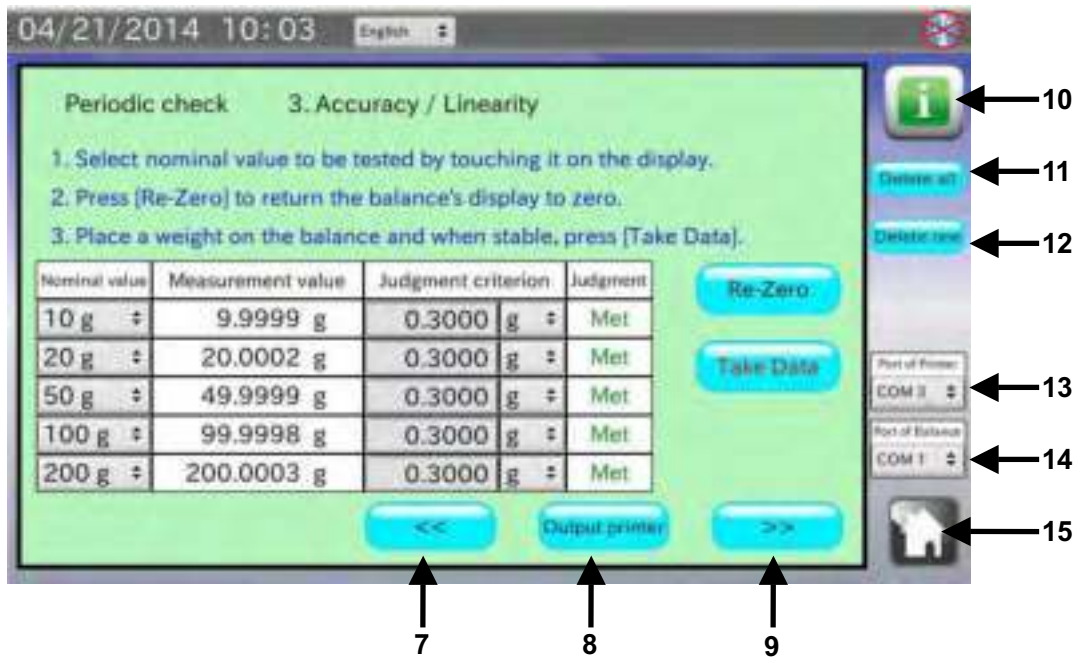 04/21/2014 10:03 English
Periodic check 3. Accuracy / Linearity
1. Select nominal value to be tested by touching it on the display.
2. Press [Re-Zero] to return the balance's display to zero.
3. Place a weight on the balance and when stable, press [Take Data].
Nominal value Measurement value Judgment criterion Judgment
10 g 9.9999 g 0.3000 g Met
20 g 20.0002 g 0.3000 g Met
50 g 49.9999 g 0.3000 g Met
100 g 99.9998 g 0.3000 g Met
200 g 200.0003 g 0.3000 g Met
Re-Zero
Take Data
<< Output printer >>
i 10
Delete all 11
Delete one 12
Port of Printer
COM 3 13
Port of Balance
COM 1 14
15
7 8 9